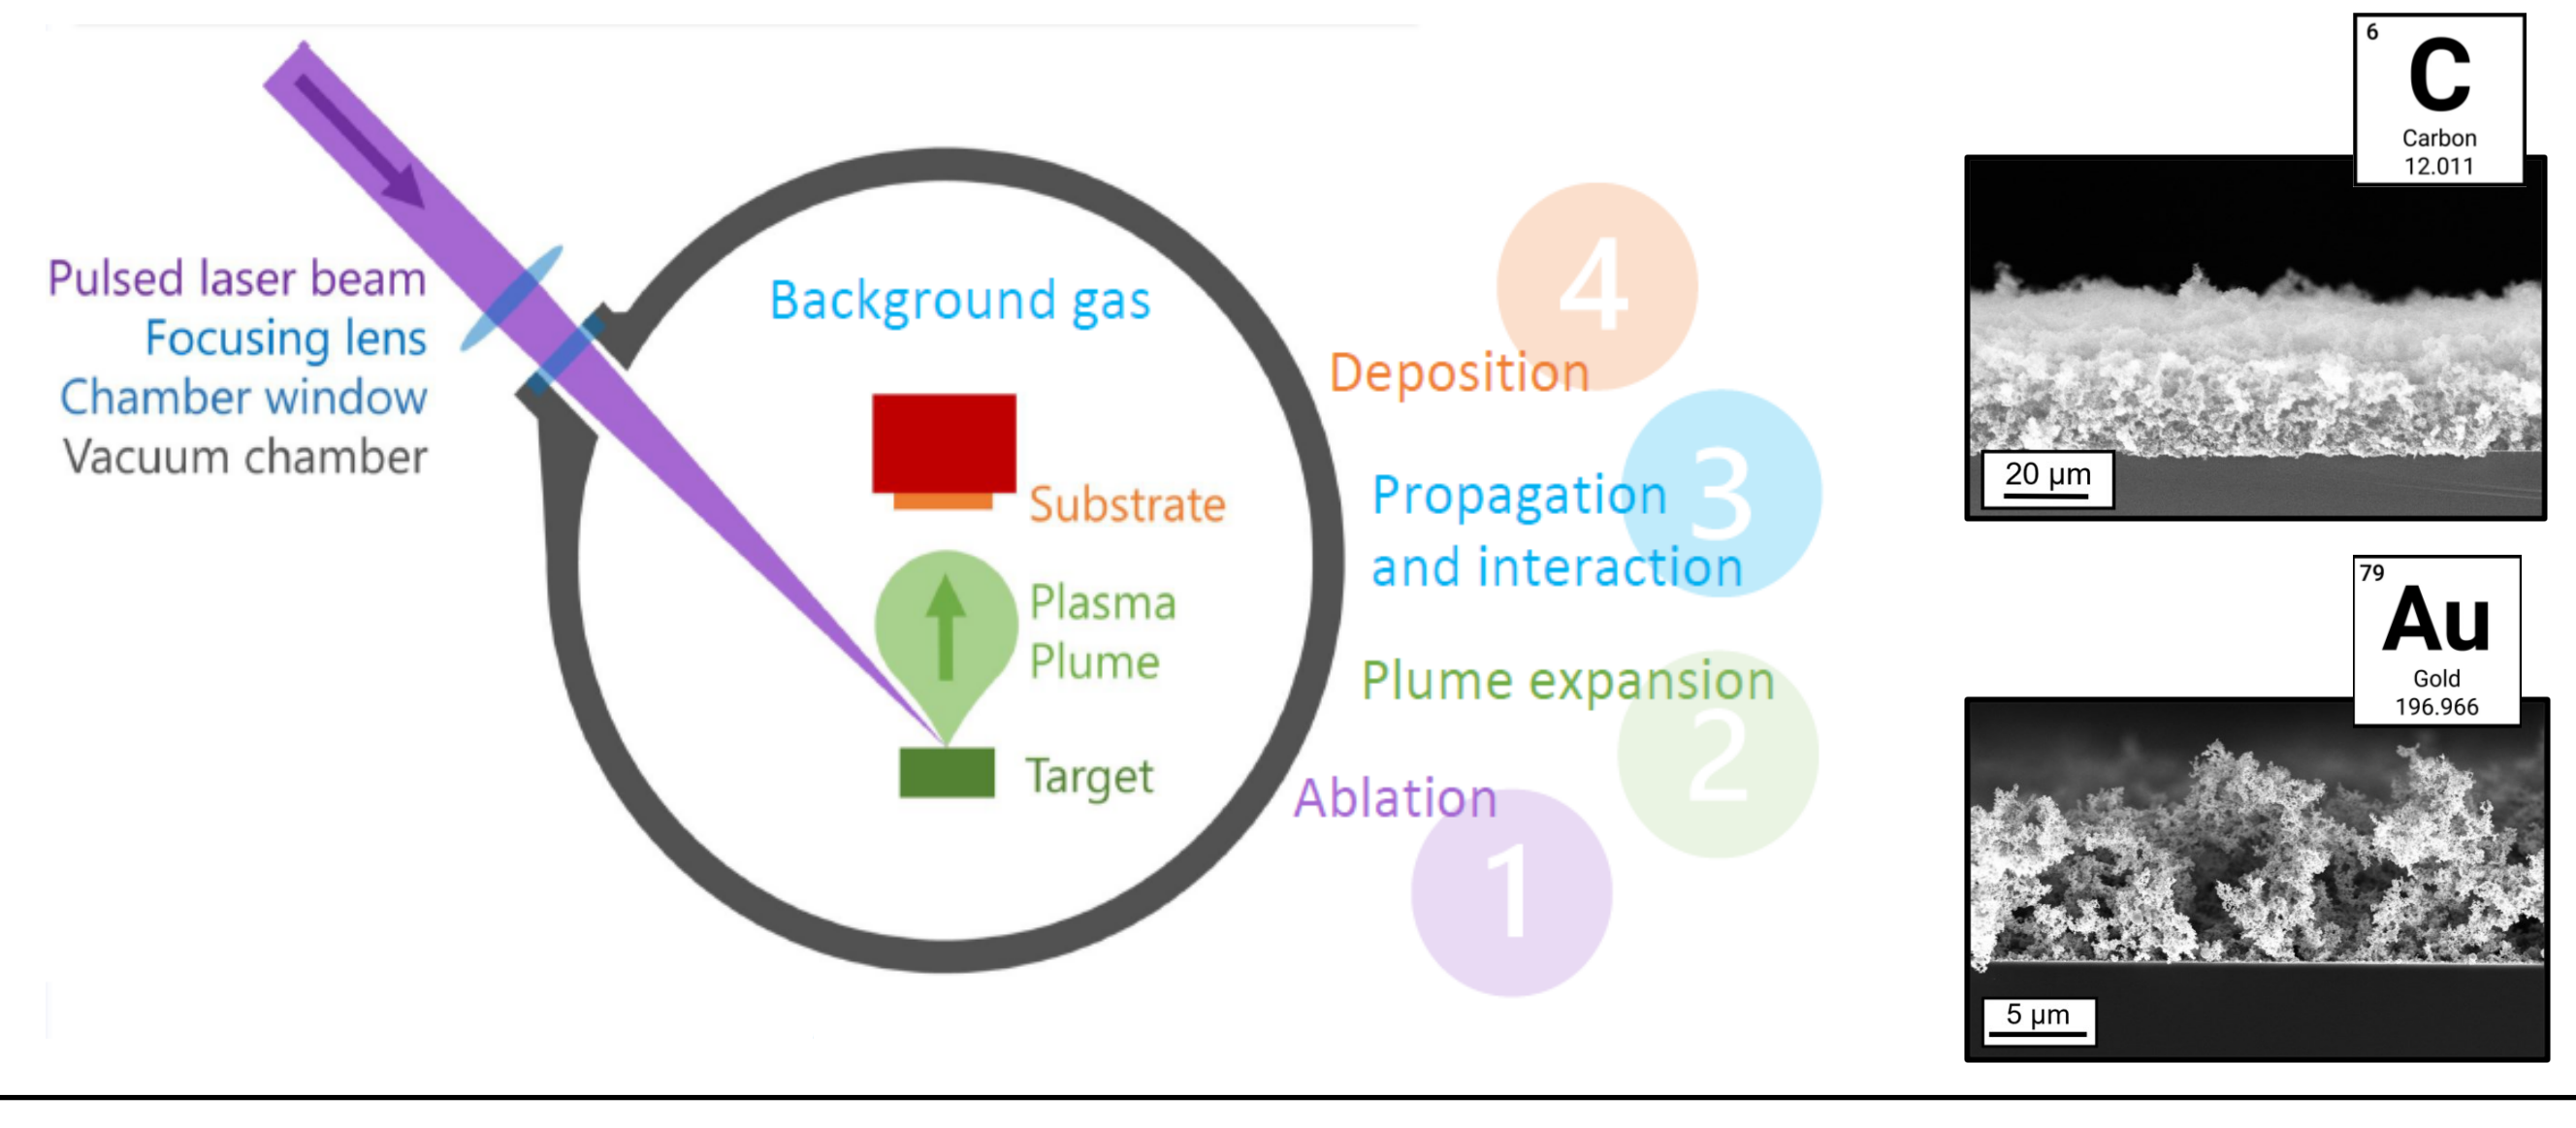 Pulsed laser beam
Focusing lens
Chamber window
Vacuum chamber
Background gas
Substrate
Plasma
Plume
Target
4
Deposition
3
Propagation
and interaction
Plume expansion
2
Ablation
1
6
C
Carbon
12.011
20 µm
79
Au
Gold
196.966
5 µm